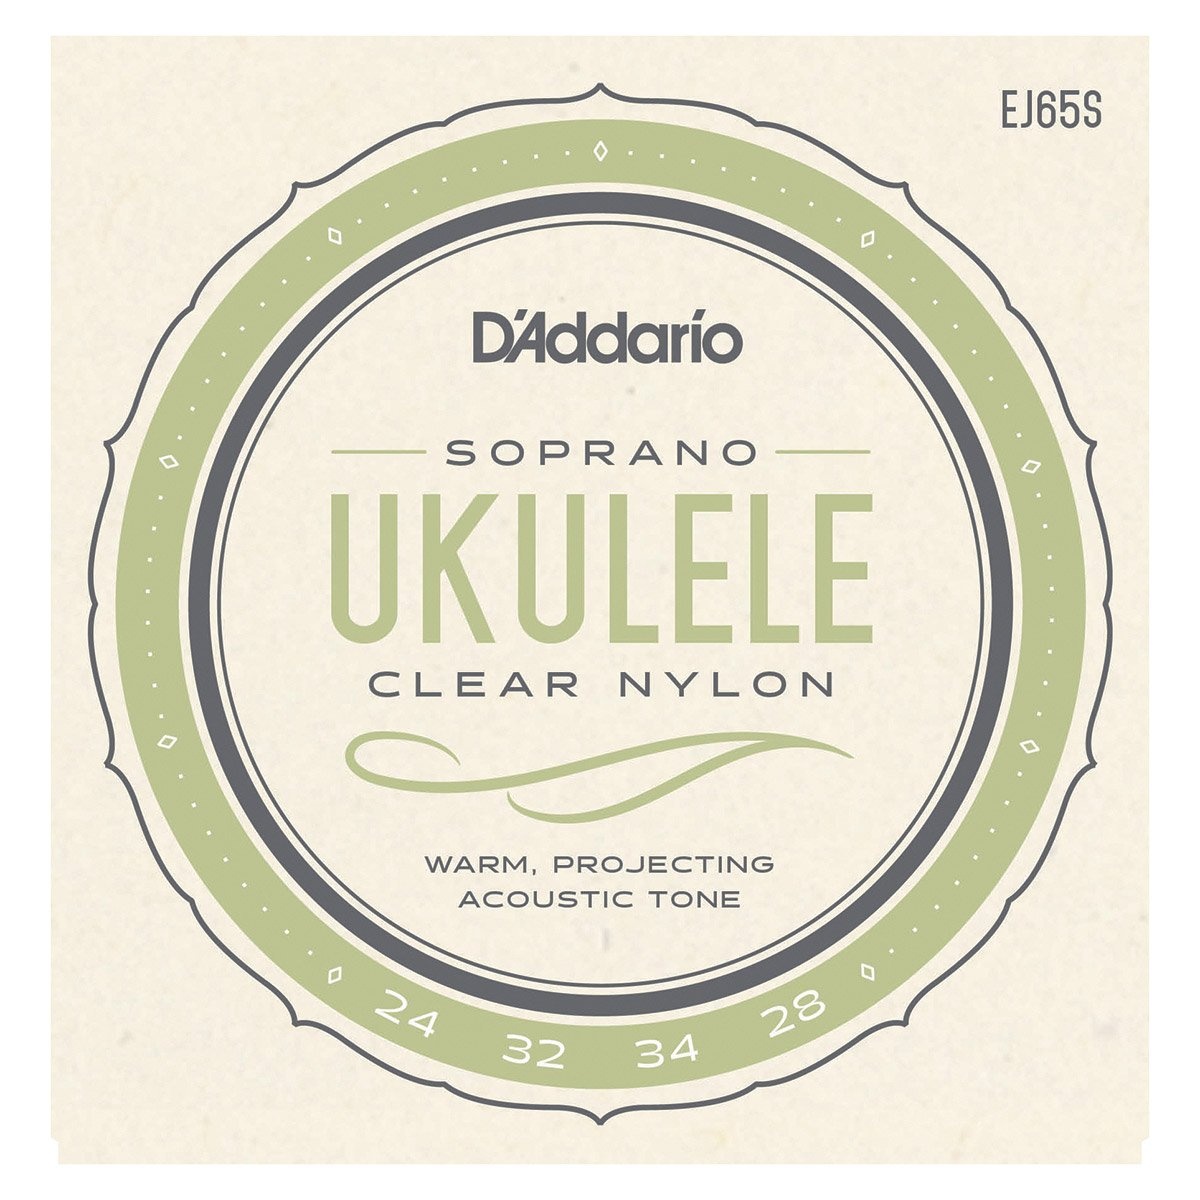 EJ65S
D'Addario
SOPRANO
UKULELE
CLEAR NYLON
WARM, PROJECTING
ACOUSTIC TONE
24 32 34 28